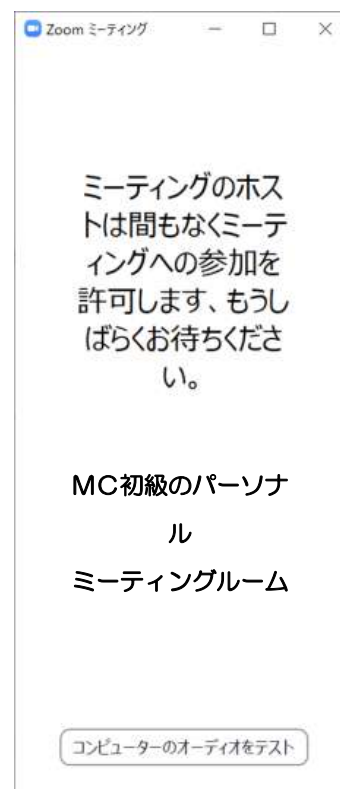 Zoom ミーティング
ミーティングのホス
トは間もなくミーテ
ィングへの参加を
許可します、もうし
ばらくお待ちくださ
い。
MC初級のパーソナ
ル
ミーティングルーム
コンピューターのオーディオをテスト